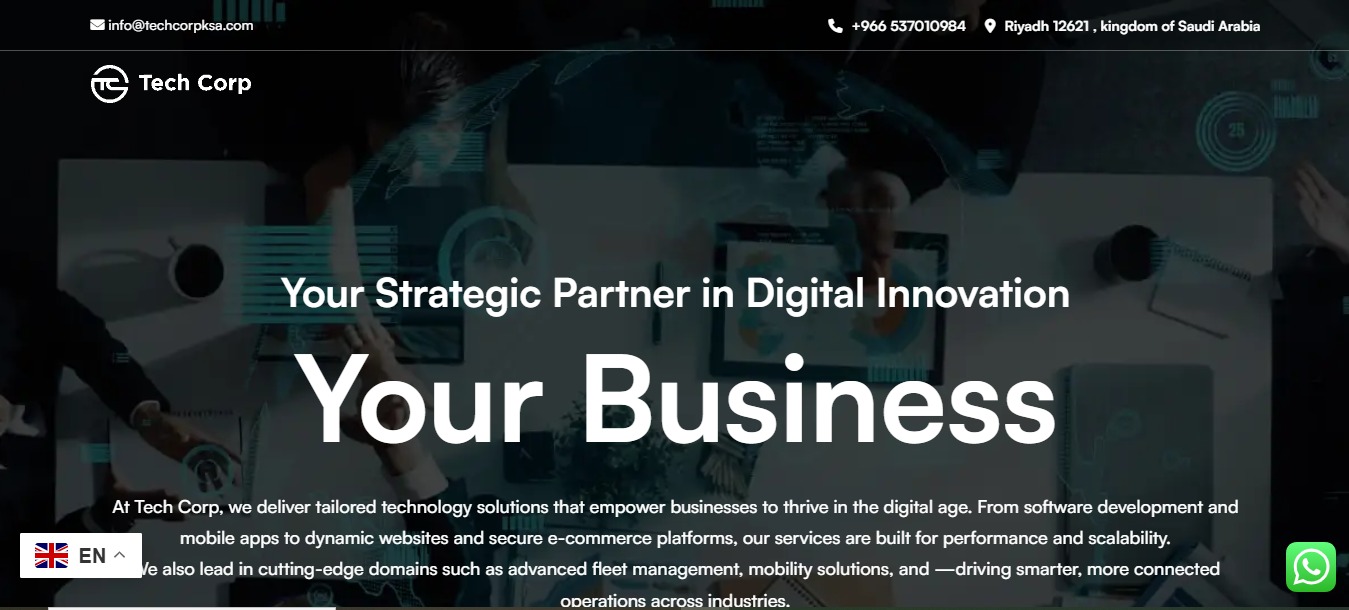 info@techcorpksa.com
+966 537010984
Riyadh 12621 , kingdom of Saudi Arabia
TC Tech Corp
25
Your Strategic Partner in Digital Innovation
Your Business
At Tech Corp, we deliver tailored technology solutions that empower businesses to thrive in the digital age. From software development and
mobile apps to dynamic websites and secure e-commerce platforms, our services are built for performance and scalability.
We also lead in cutting-edge domains such as advanced fleet management, mobility solutions, and —driving smarter, more connected
operations across industries.
EN